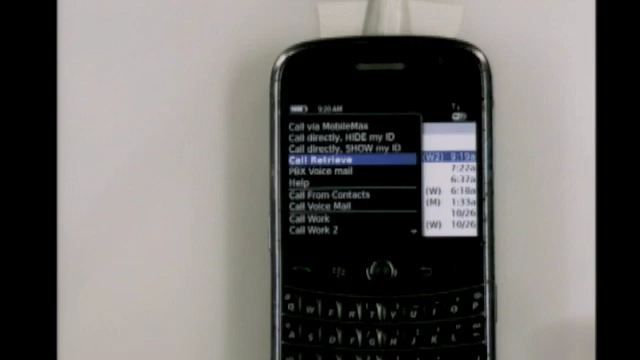 9:20 AM
Call via MobileMax
Call directly, HIDE my ID
Call directly, SHOW my ID
Call Retrieve
PBX Voice mail
Help
Call From Contacts
Call Voice Mail
Call Work
Call Work 2
(W2) 9:19a
7:22a
6:37a
(W) 6:18a
(M) 1:33a
10/26
(W) 10/26
Q W E R T Y U I O P
A S D F G H J K L